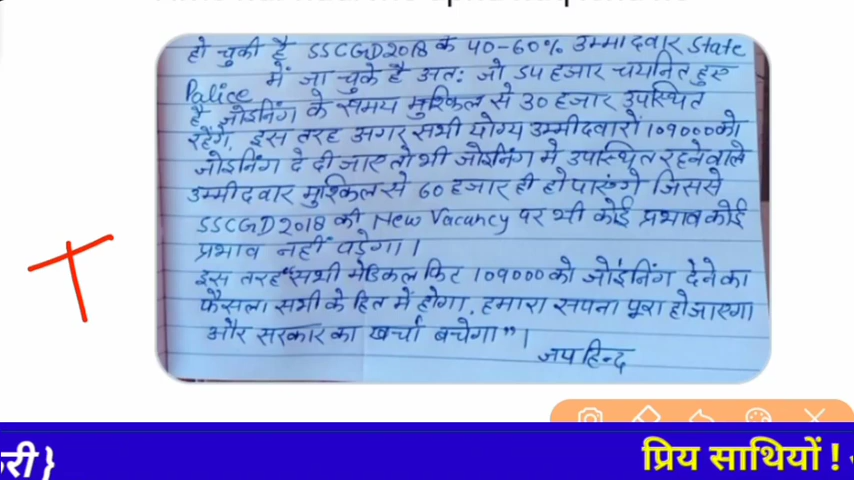 हो चुकी है SSCGD2018 के 40-60% उम्मीदवार State
Police में जा चुके है अतः जो 54 हजार चयनित हुए
है जोइनिंग के समय मुश्किल से 30 हजार उपस्थित
रहेंगे, इस तरह अगर सभी योग्य उम्मीदवारों 109000 को
जोइनिंग दे दी जाए तो भी जोइनिंग मे उपस्थित रहने वाले
उम्मीदवार मुश्किल से 60 हजार ही हो पाएंगे जिससे
SSCGD2018 की New Vacancy पर भी कोई प्रभाव कोई
प्रभाव नहीं पड़ेगा।
इस तरह "सभी मेडिकल फिट 109000 को जोइंनिंग देने का
फैसला सभी के हित में होगा, हमारा सपना पूरा हो जाएगा
और सरकार का खर्चा बचेगा"।
जय हिन्द
T
री} प्रिय साथियों !